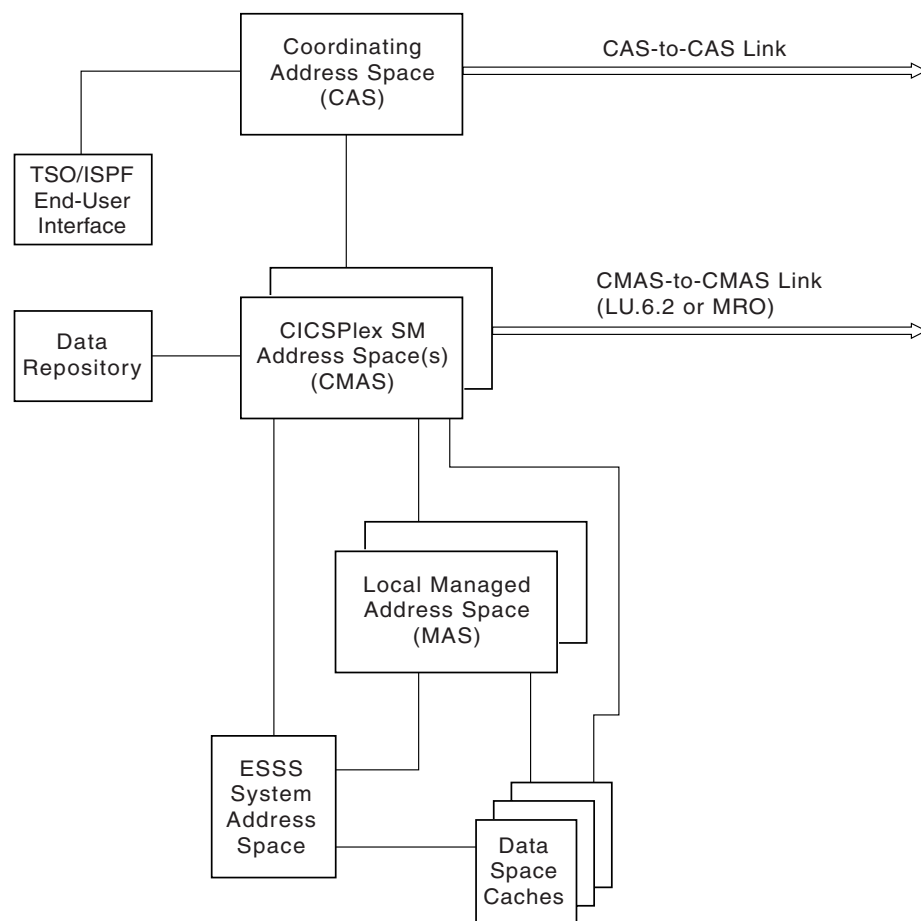 Coordinating
Address Space
(CAS)
CAS-to-CAS Link
TSO/ISPF
End-User
Interface
CMAS-to-CMAS Link
(LU.6.2 or MRO)
Data
Repository
CICSPlex SM
Address Space(s)
(CMAS)
Local Managed
Address Space
(MAS)
ESSS
System
Address
Space
Data
Space
Caches